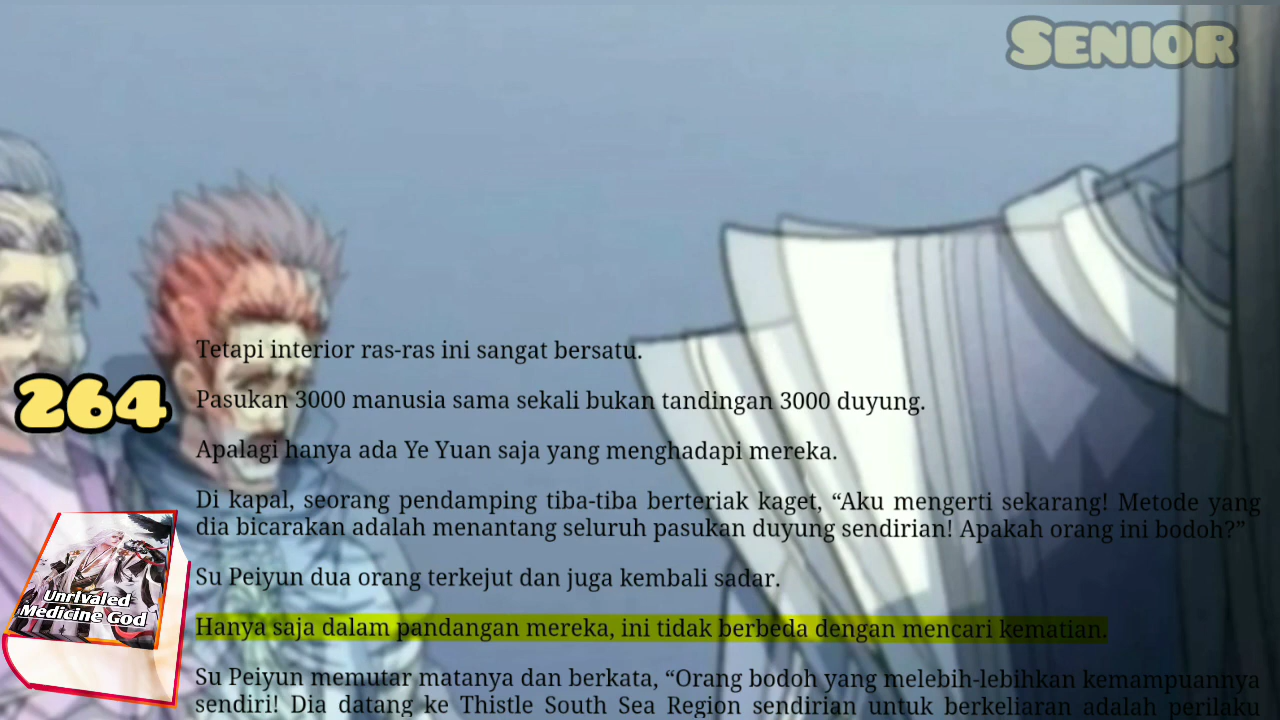 SENIOR
Tetapi interior ras-ras ini sangat bersatu.
264
Pasukan 3000 manusia sama sekali bukan tandingan 3000 duyung.
Apalagi hanya ada Ye Yuan saja yang menghadapi mereka.
Di kapal, seorang pendamping tiba-tiba berteriak kaget, “Aku mengerti sekarang! Metode yang
dia bicarakan adalah menantang seluruh pasukan duyung sendirian! Apakah orang ini bodoh?”
Su Peiyun dua orang terkejut dan juga kembali sadar.
Unrivaled
Medicine God
Hanya saja dalam pandangan mereka, ini tidak berbeda dengan mencari kematian.
Su Peiyun memutar matanya dan berkata, “Orang bodoh yang melebih-lebihkan kemampuannya
sendiri! Dia datang ke Thistle South Sea Region sendirian untuk berkeliaran adalah perilaku